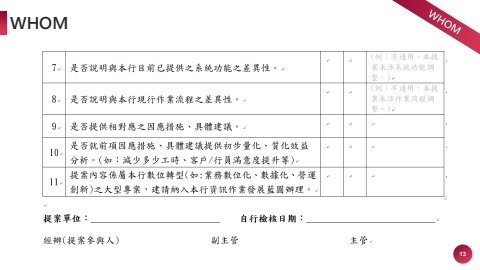 WHOM
WHOM
7 是否說明與本行目前已提供之系統功能之差異性。
(例：不適用，本提
案未涉系統功能調
整。)
8 是否說明與本行現行作業流程之差異性。
(例：不適用，本提
案未涉作業流程調
整。)
9 是否提供相對應之因應措施、具體建議。
10 是否就前項因應措施、具體建議提供初步量化、質化效益
分析。(如：減少多少工時、客戶/行員滿意度提升等)
11 提案內容係屬本行數位轉型(如:業務數位化、數據化、營運
創新)之大型專案，建請納入本行資訊作業發展藍圖辦理。
提案單位：
自行檢核日期：
經辦(提案參與人)
副主管
主管
13